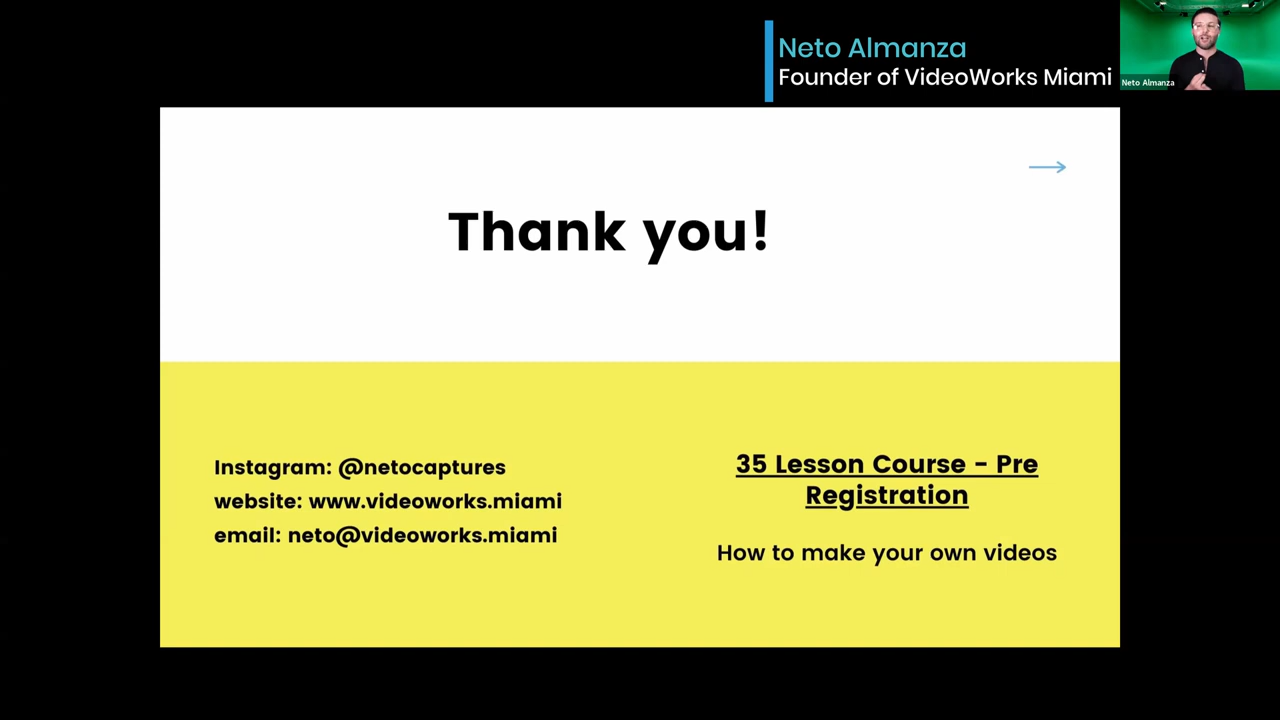 Neto Almanza
Founder of VideoWorks Miami
Neto Almanza
Thank you!
Instagram: @netocaptures
website: www.videoworks.miami
email: neto@videoworks.miami
35 Lesson Course - Pre
Registration
How to make your own videos